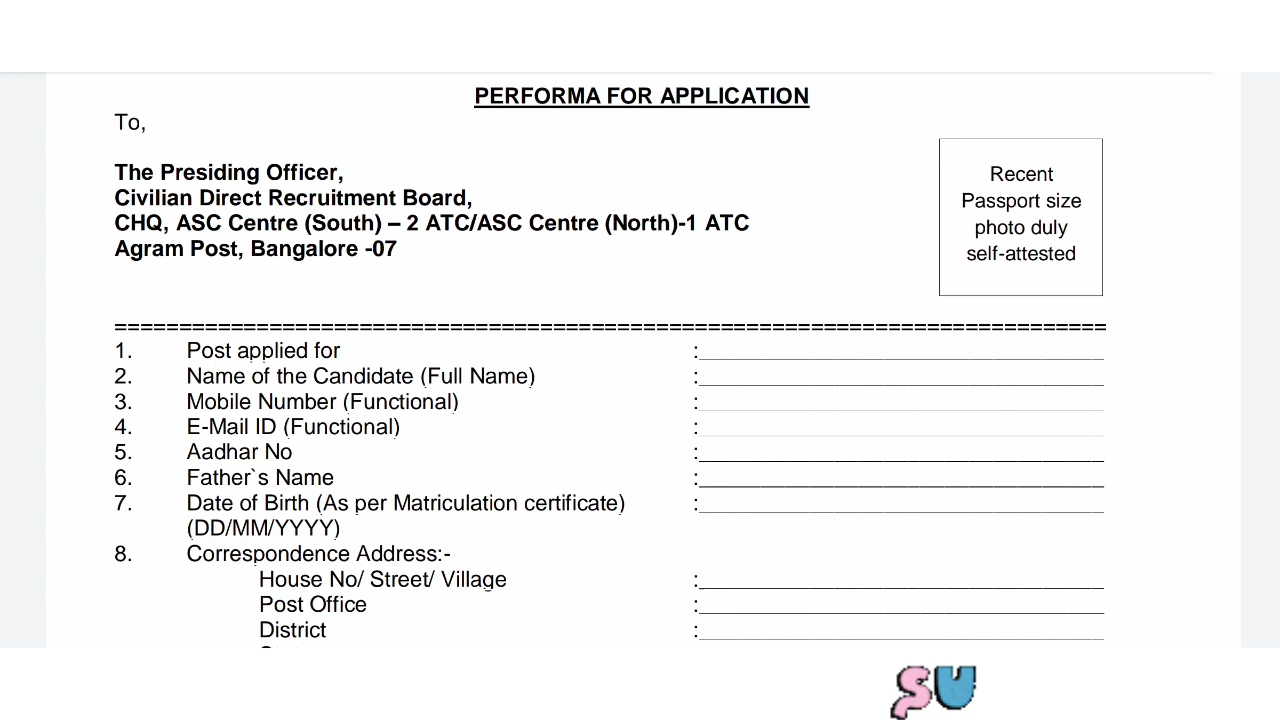 PERFORMA FOR APPLICATION
To,
The Presiding Officer,
Civilian Direct Recruitment Board,
CHQ, ASC Centre (South) – 2 ATC/ASC Centre (North)-1 ATC
Agram Post, Bangalore -07
Recent
Passport size
photo duly
self-attested
1. Post applied for :
2. Name of the Candidate (Full Name) :
3. Mobile Number (Functional) :
4. E-Mail ID (Functional) :
5. Aadhar No :
6. Father`s Name :
7. Date of Birth (As per Matriculation certificate) :
(DD/MM/YYYY)
8. Correspondence Address:-
House No/ Street/ Village :
Post Office :
District :
SU